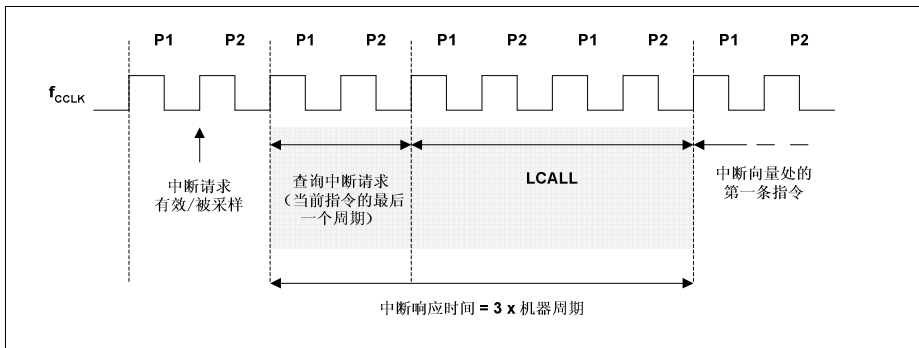 P1 P2 P1 P2 P1 P2 P1 P2 P1 P2
fCCLK
中断请求
有效/被采样
查询中断请求
（当前指令的最后
一个周期）
LCALL
中断向量处的
第一条指令
中断响应时间 = 3 x 机器周期